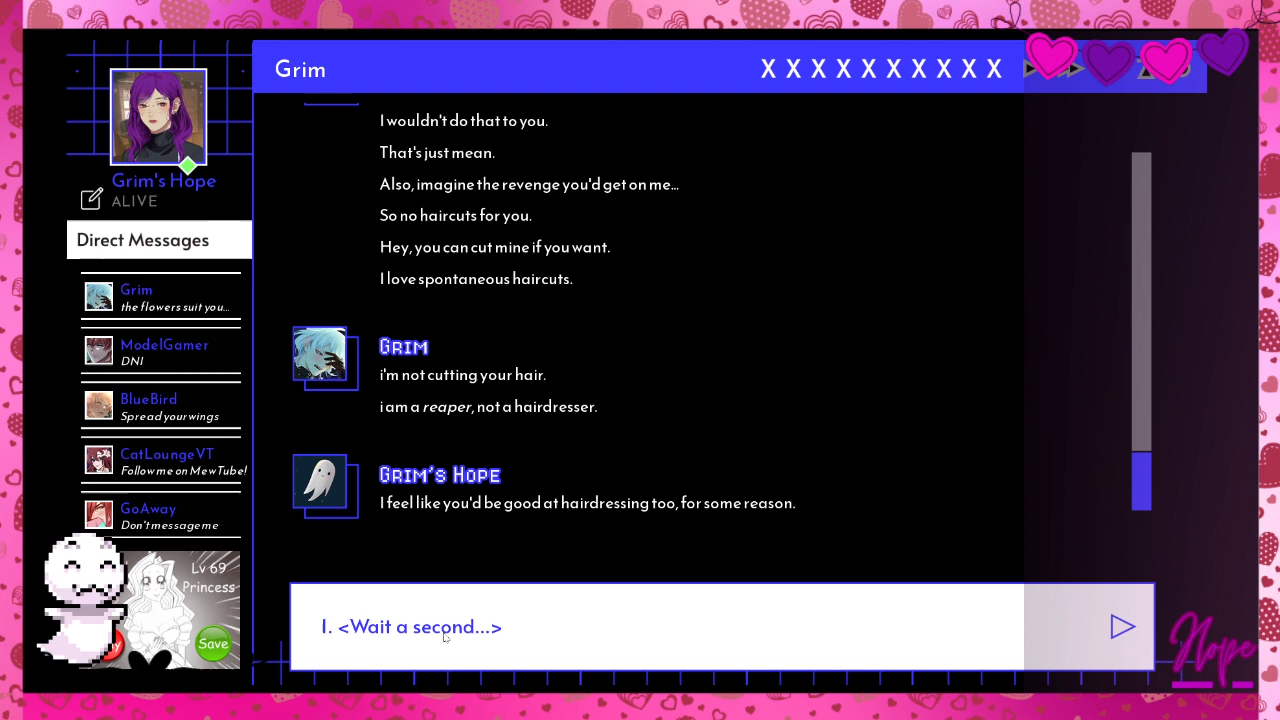 Grim
X X X X X X X X X X
Grim's Hope
ALIVE
Direct Messages
Grim
the flowers suit you...
ModelGamer
DNI
BlueBird
Spread your wings
CatLoungeVT
Follow me on MewTube!
GoAway
Don't message me
Lv 69
Princess
Save
I wouldn't do that to you.
That's just mean.
Also, imagine the revenge you'd get on me...
So no haircuts for you.
Hey, you can cut mine if you want.
I love spontaneous haircuts.
GRIM
i'm not cutting your hair.
i am a reaper, not a hairdresser.
GRIM'S HOPE
I feel like you'd be good at hairdressing too, for some reason.
1. <Wait a second...>
Hope